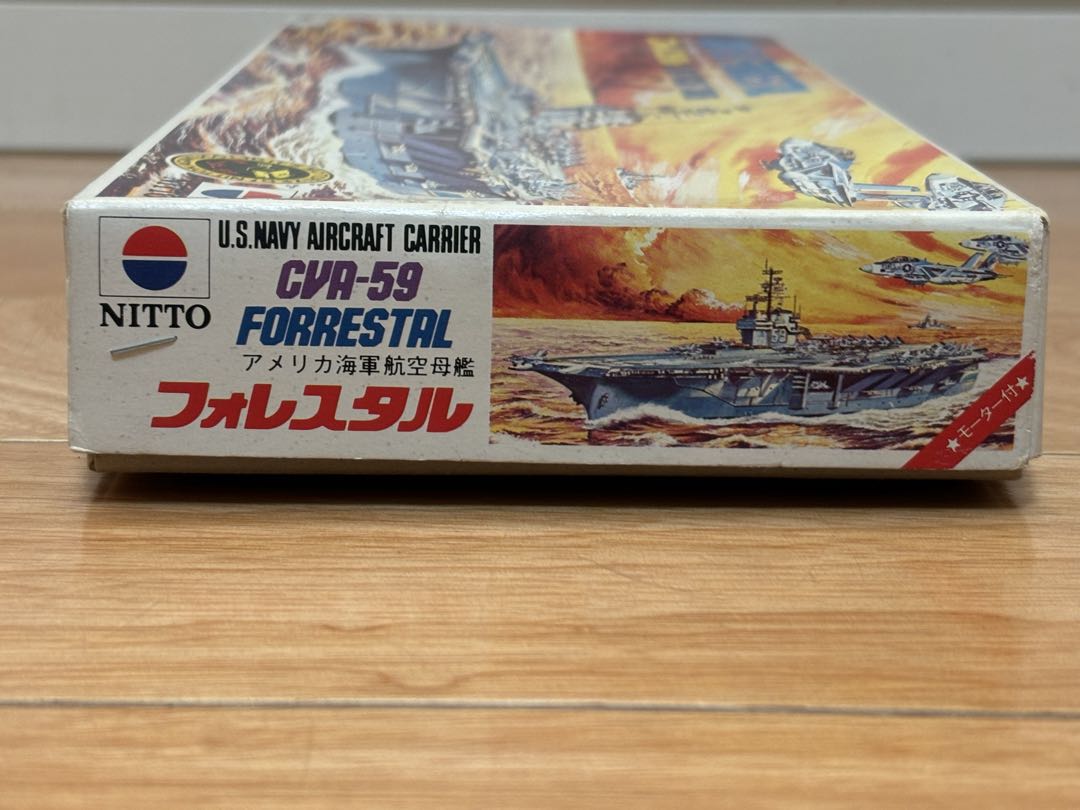 NITTO
U.S. NAVY AIRCRAFT CARRIER
CVA-59
FORRESTAL
アメリカ海軍航空母艦
フォレスタル
59
★モーター付★